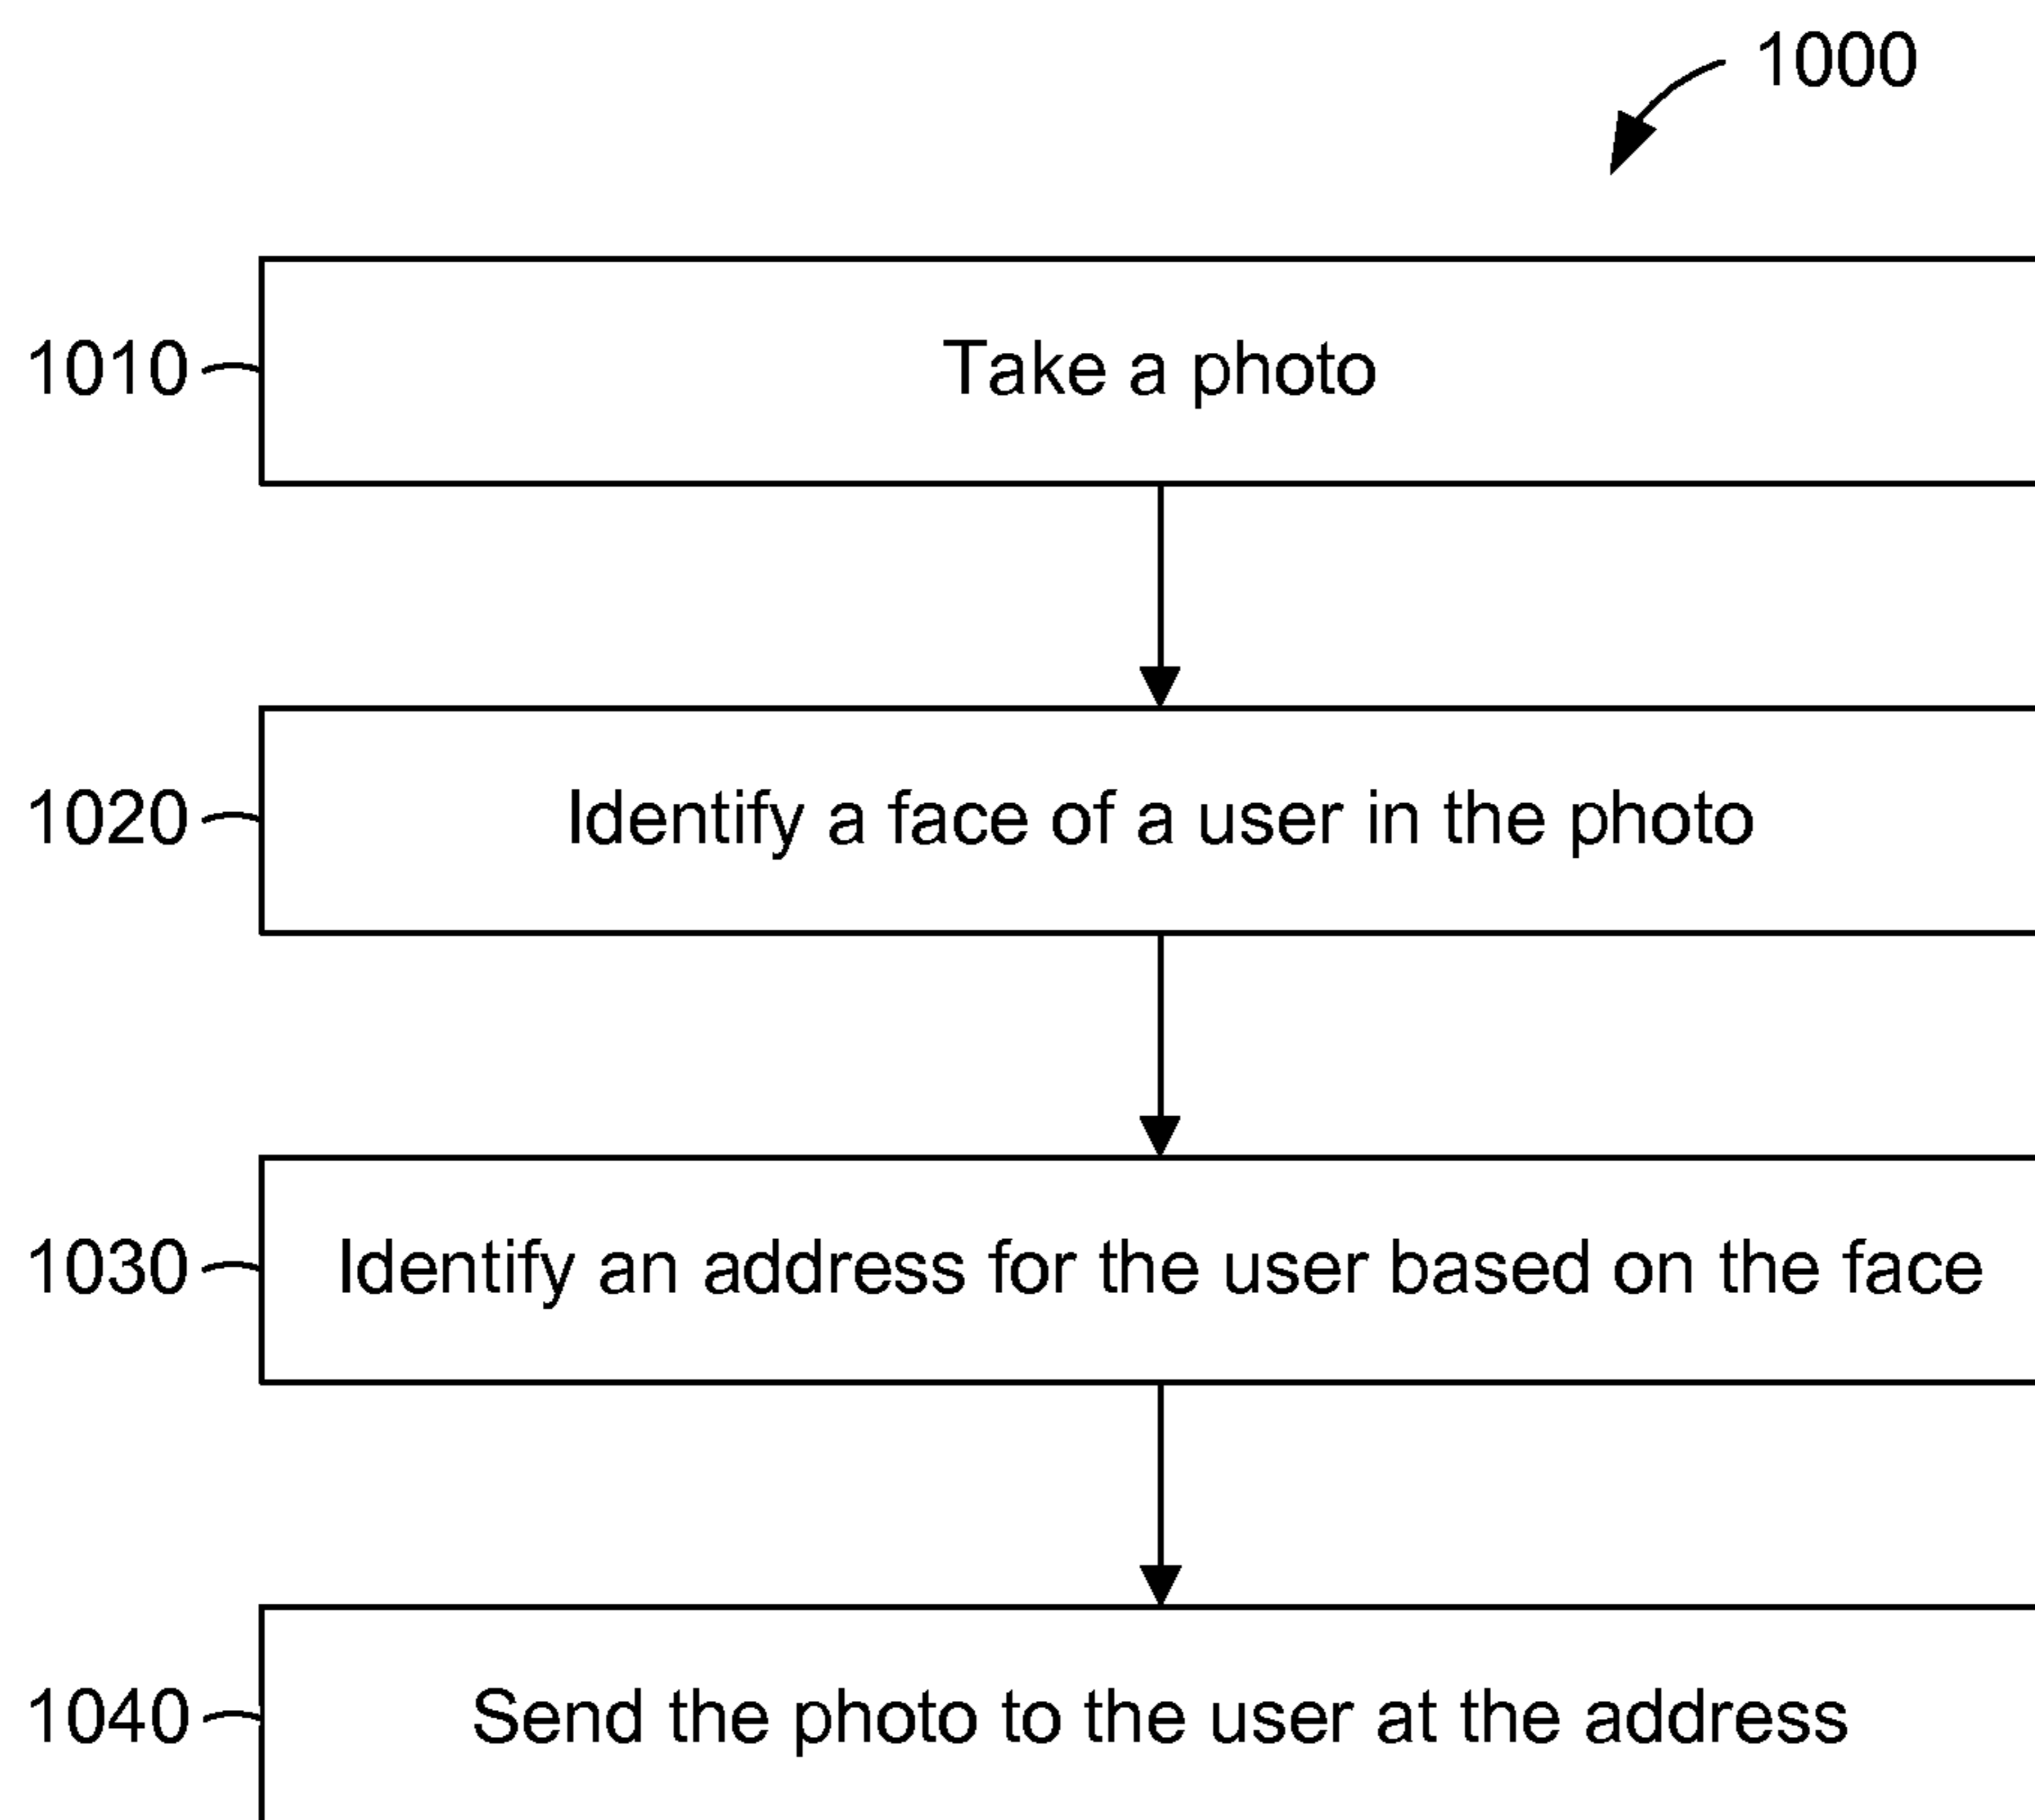 1000
1010 Take a photo
1020 Identify a face of a user in the photo
1030 Identify an address for the user based on the face
1040 Send the photo to the user at the address